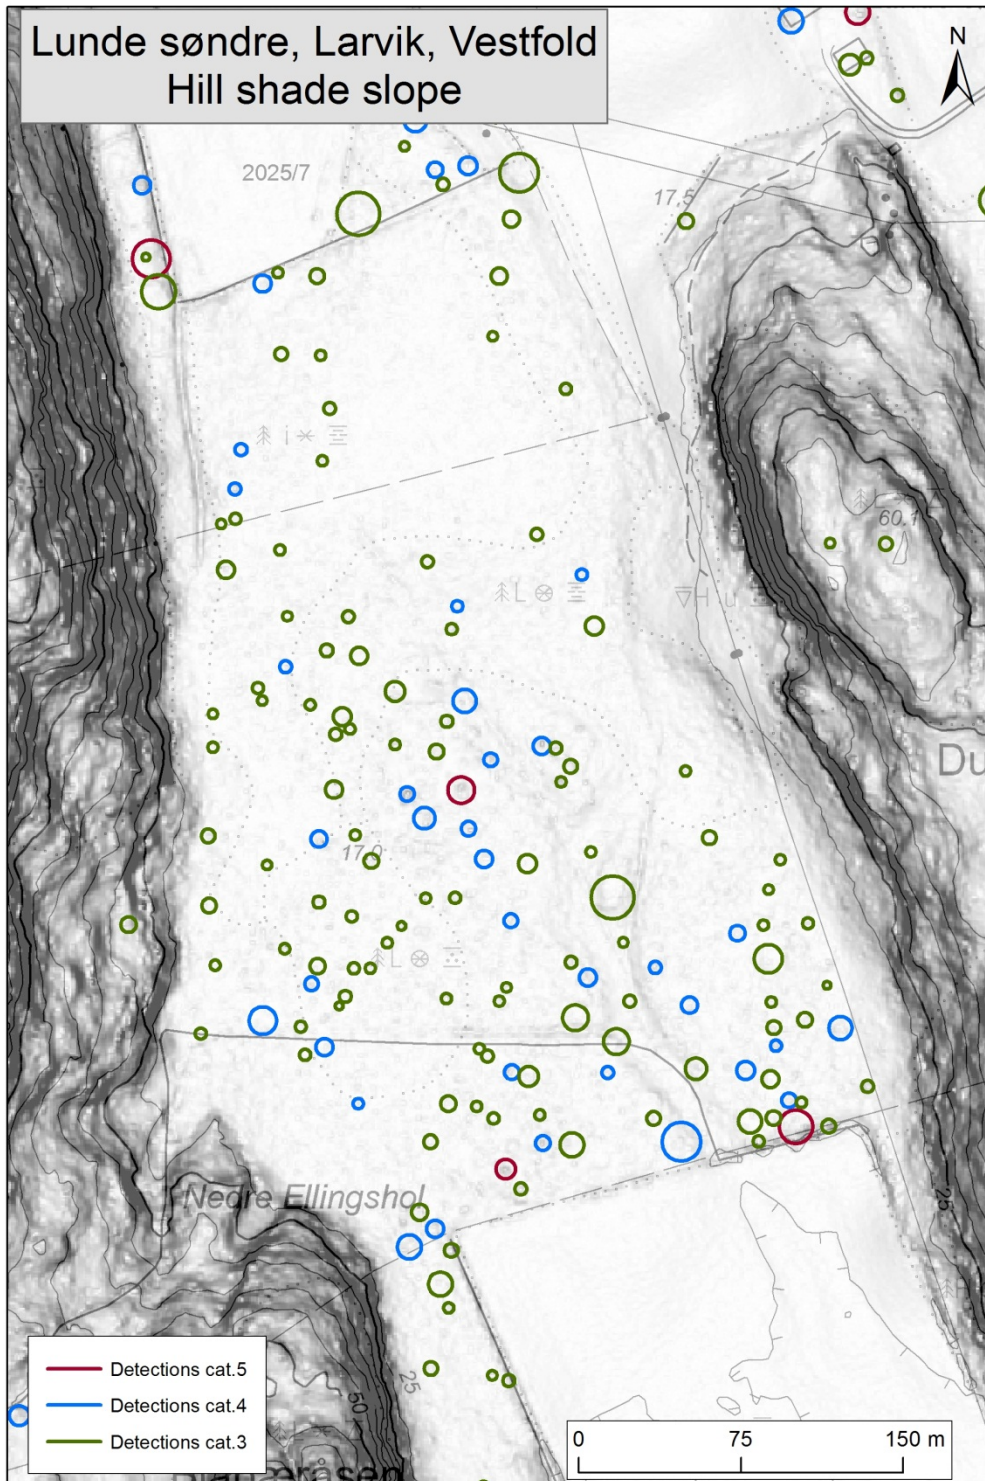 Lunde søndre, Larvik, Vestfold
Hill shade slope
N
2025/7
17.5
60.1
L
H u
Du
17.0
L
Nedre Ellingshol
25
25
50
Detections cat.5
Detections cat.4
Detections cat.3
0 75 150 m